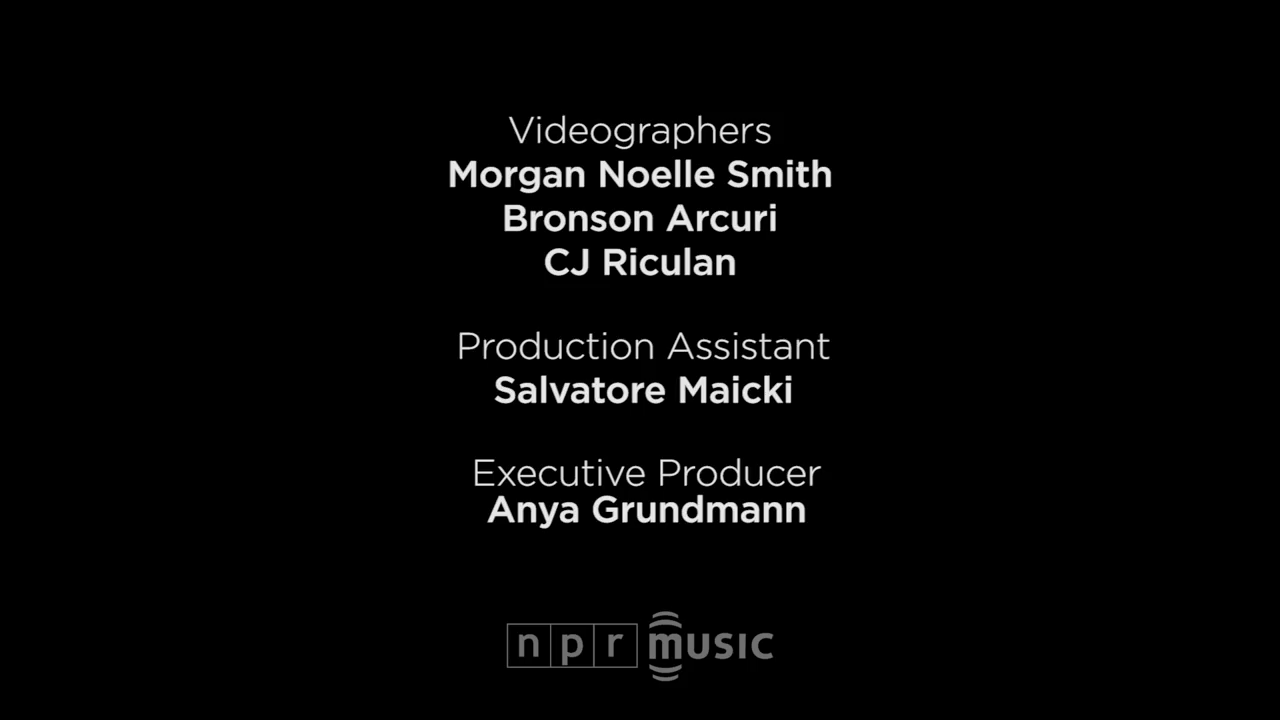 Videographers
Morgan Noelle Smith
Bronson Arcuri
CJ Riculan
Production Assistant
Salvatore Maicki
Executive Producer
Anya Grundmann
npr music